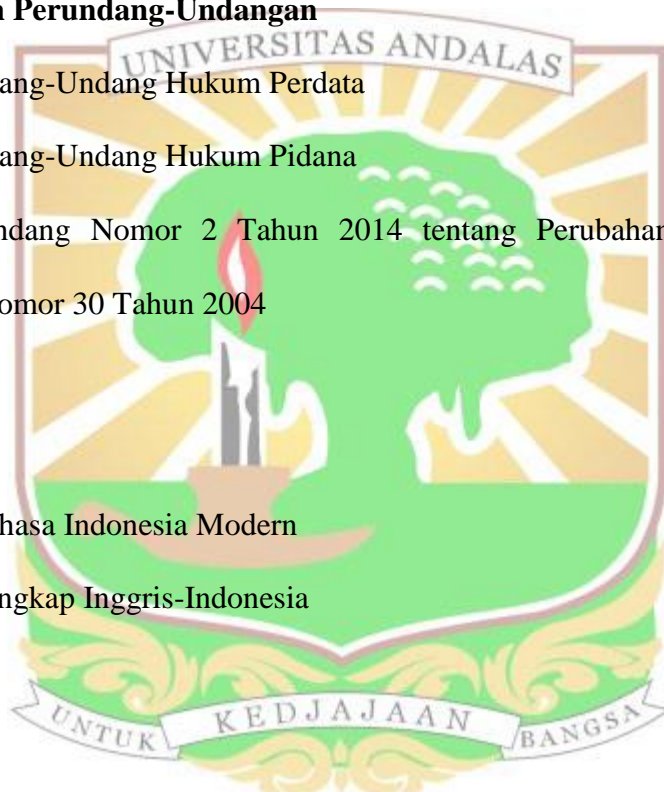 n Perundang-Undangan
UNIVERSITAS ANDALAS
ang-Undang Hukum Perdata
ang-Undang Hukum Pidana
ndang Nomor 2 Tahun 2014 tentang Perubahan
omor 30 Tahun 2004
hasa Indonesia Modern
ngkap Inggris-Indonesia
UNTUK KEDJAJAAN BANGSA